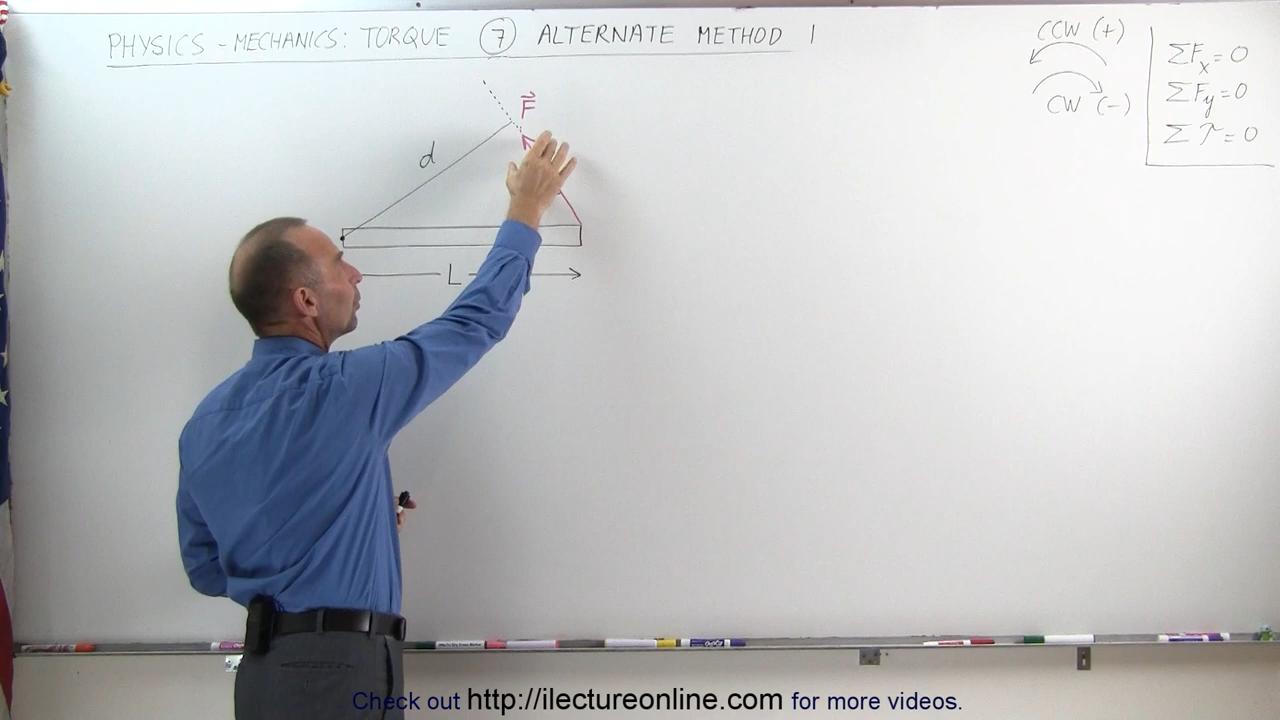 PHYSICS - MECHANICS: TORQUE ⑦ ALTERNATE METHOD 1
CCW (+)
CW (-)
ΣFx = 0
ΣFy = 0
Στ = 0
F⃗
d
L
Check out http://ilectureonline.com for more videos.